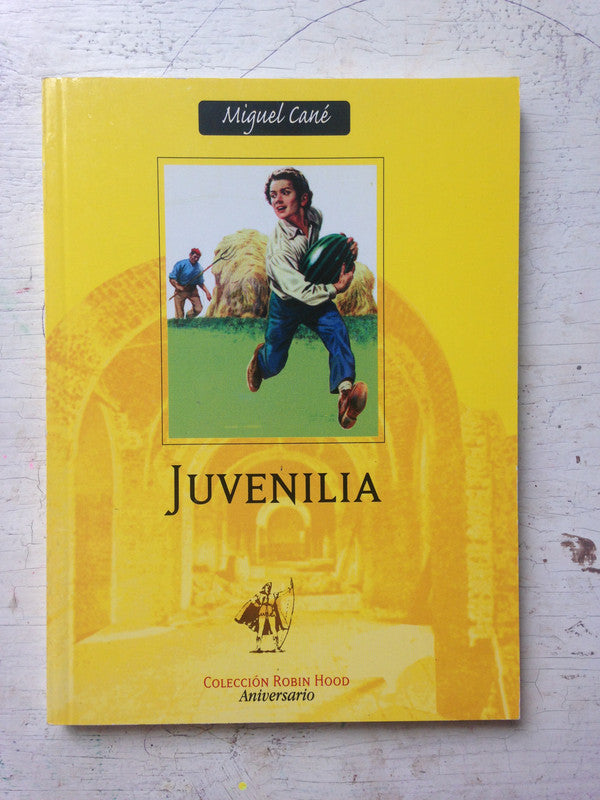 Miguel Cané
JUVENILIA
COLECCIÓN ROBIN HOOD
Aniversario